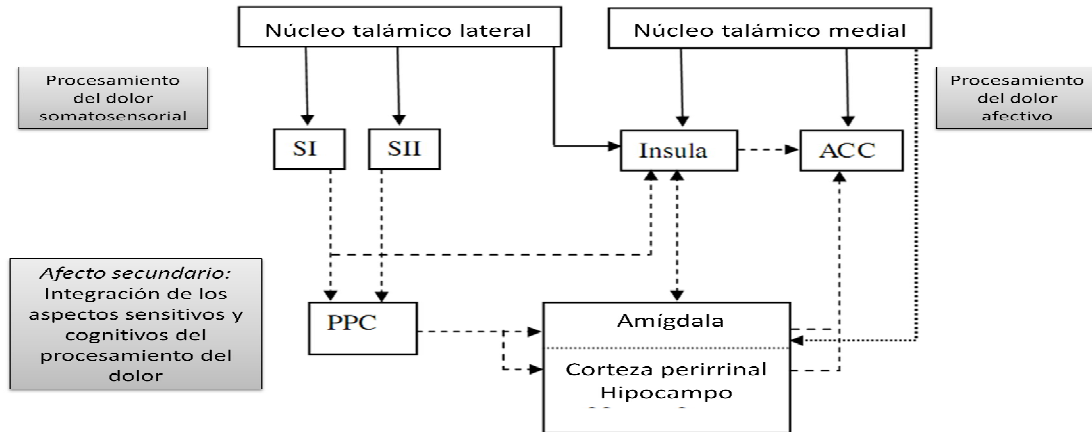 Núcleo talámico lateral
Núcleo talámico medial
Procesamiento
del dolor
somatosensorial
Procesamiento
del dolor
afectivo
SI
SII
Insula
ACC
Afecto secundario:
Integración de los
aspectos sensitivos y
cognitivos del
procesamiento del
dolor
PPC
Amígdala
Corteza perirrinal
Hipocampo